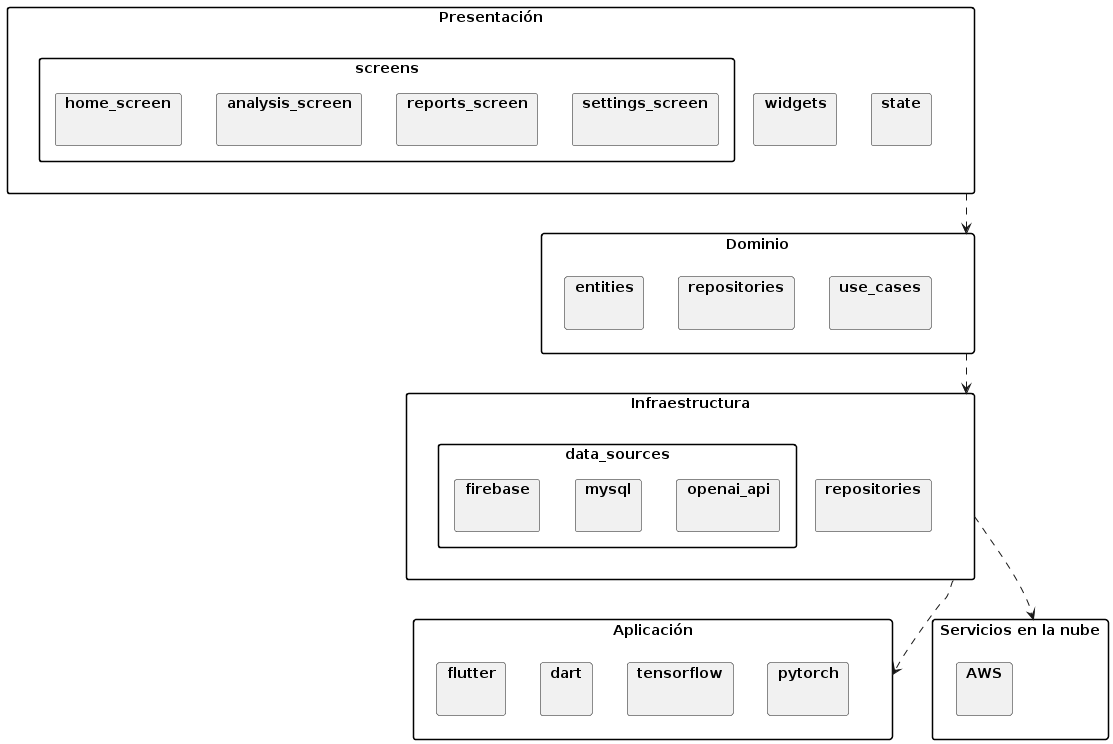 Presentación
screens
home_screen
analysis_screen
reports_screen
settings_screen
widgets
state
Dominio
entities
repositories
use_cases
Infraestructura
data_sources
firebase
mysql
openai_api
repositories
Aplicación
flutter
dart
tensorflow
pytorch
Servicios en la nube
AWS